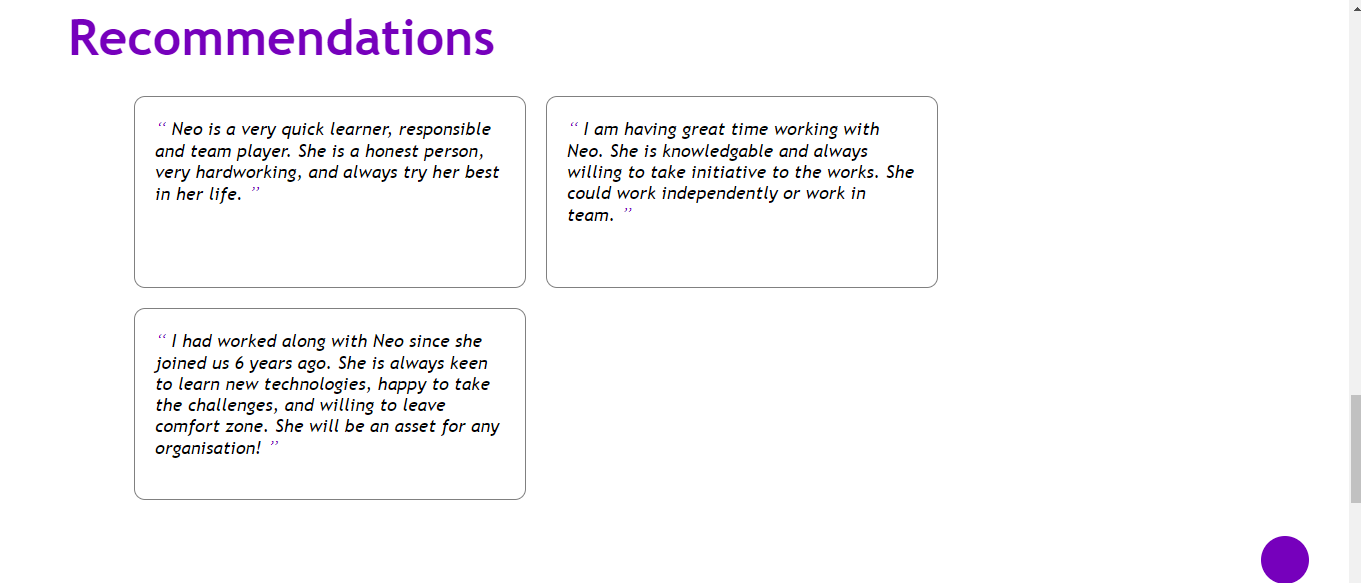 Recommendations
“ Neo is a very quick learner, responsible
and team player. She is a honest person,
very hardworking, and always try her best
in her life. ”
“ I am having great time working with
Neo. She is knowledgable and always
willing to take initiative to the works. She
could work independently or work in
team. ”
“ I had worked along with Neo since she
joined us 6 years ago. She is always keen
to learn new technologies, happy to take
the challenges, and willing to leave
comfort zone. She will be an asset for any
organisation! ”